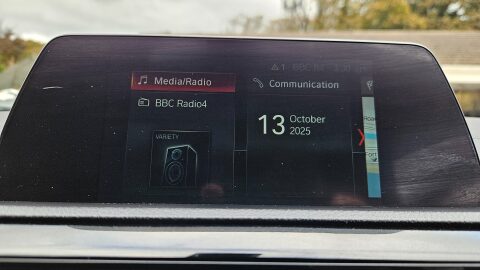 Media/Radio
Communication
BBC Radio4
VARIETY
13
October
2025